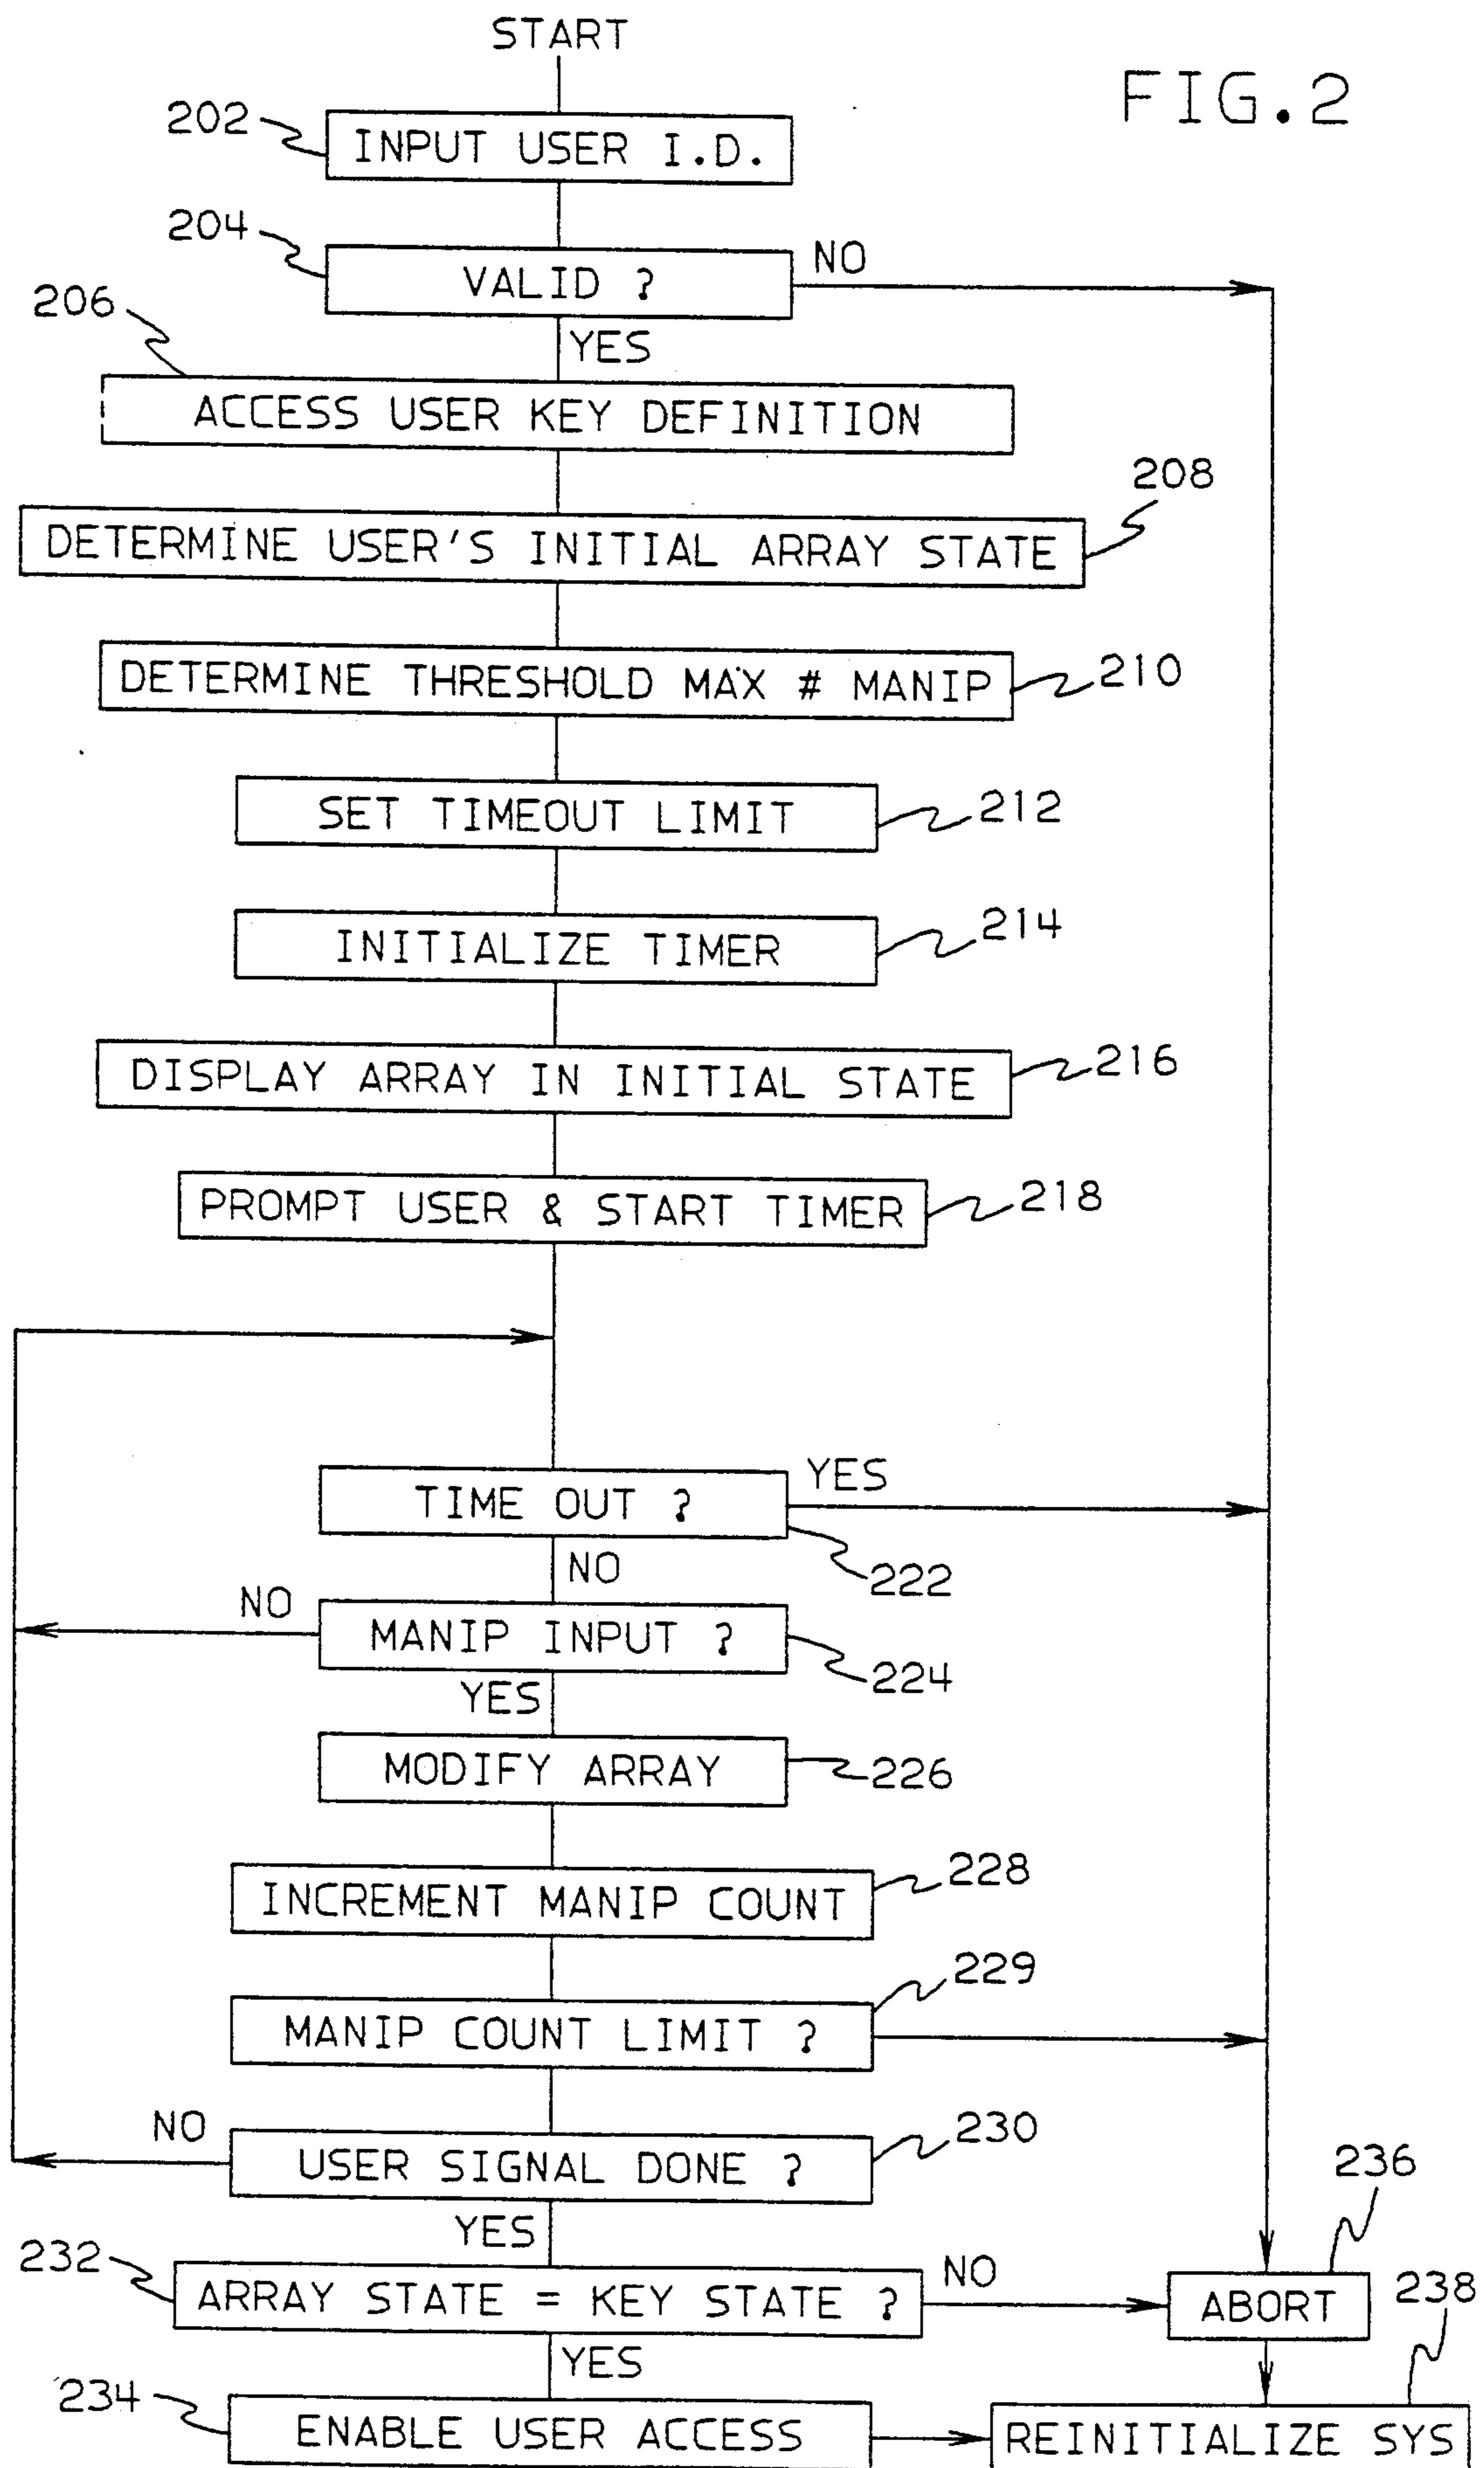 START
FIG.2
202
INPUT USER I.D.
204
VALID ?
NO
206
YES
ACCESS USER KEY DEFINITION
208
DETERMINE USER'S INITIAL ARRAY STATE
DETERMINE THRESHOLD MAX # MANIP
210
SET TIMEOUT LIMIT
212
INITIALIZE TIMER
214
DISPLAY ARRAY IN INITIAL STATE
216
PROMPT USER & START TIMER
218
TIME OUT ?
YES
222
NO
NO
MANIP INPUT ?
224
YES
MODIFY ARRAY
226
INCREMENT MANIP COUNT
228
229
MANIP COUNT LIMIT ?
NO
230
USER SIGNAL DONE ?
YES
236
232
ARRAY STATE = KEY STATE ?
NO
ABORT
238
YES
234
ENABLE USER ACCESS
REINITIALIZE SYS